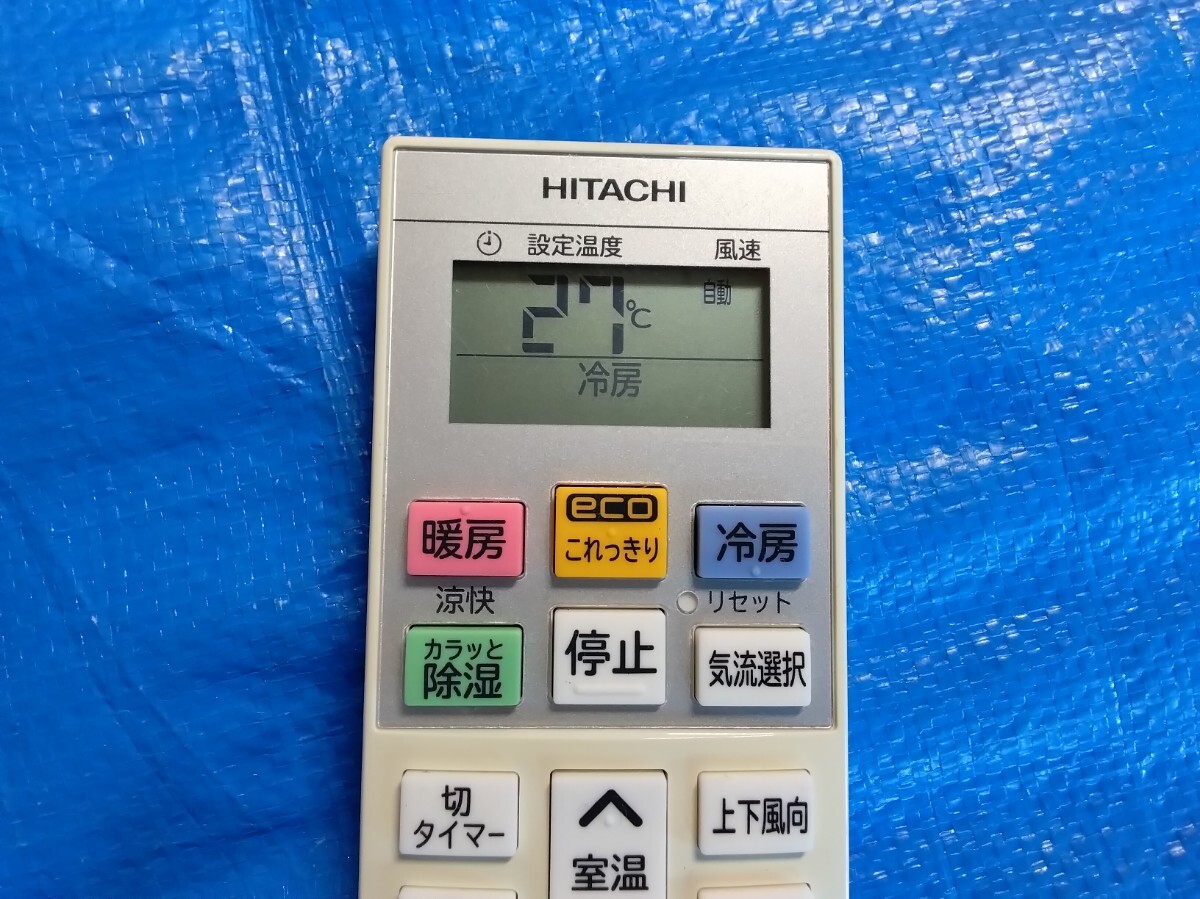 HITACHI
設定温度 風速
27℃ 自動
冷房
暖房
eco
これっきり
冷房
涼快
リセット
カラッと
除湿
停止
気流選択
切
タイマー
室温
上下風向